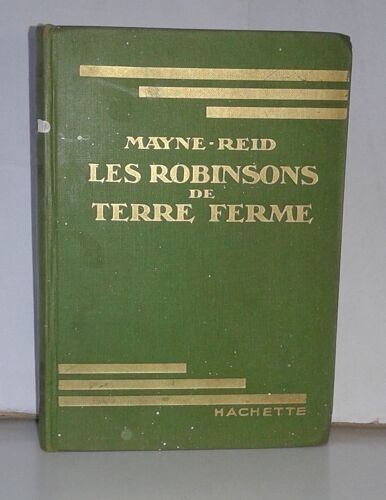 MAYNE-REID
LES ROBINSONS
DE
TERRE FERME
HACHETTE